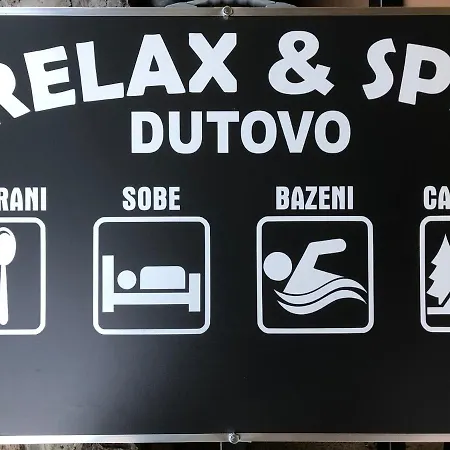 RELAX & SP
DUTOVO
RANI SOBE BAZENI CA